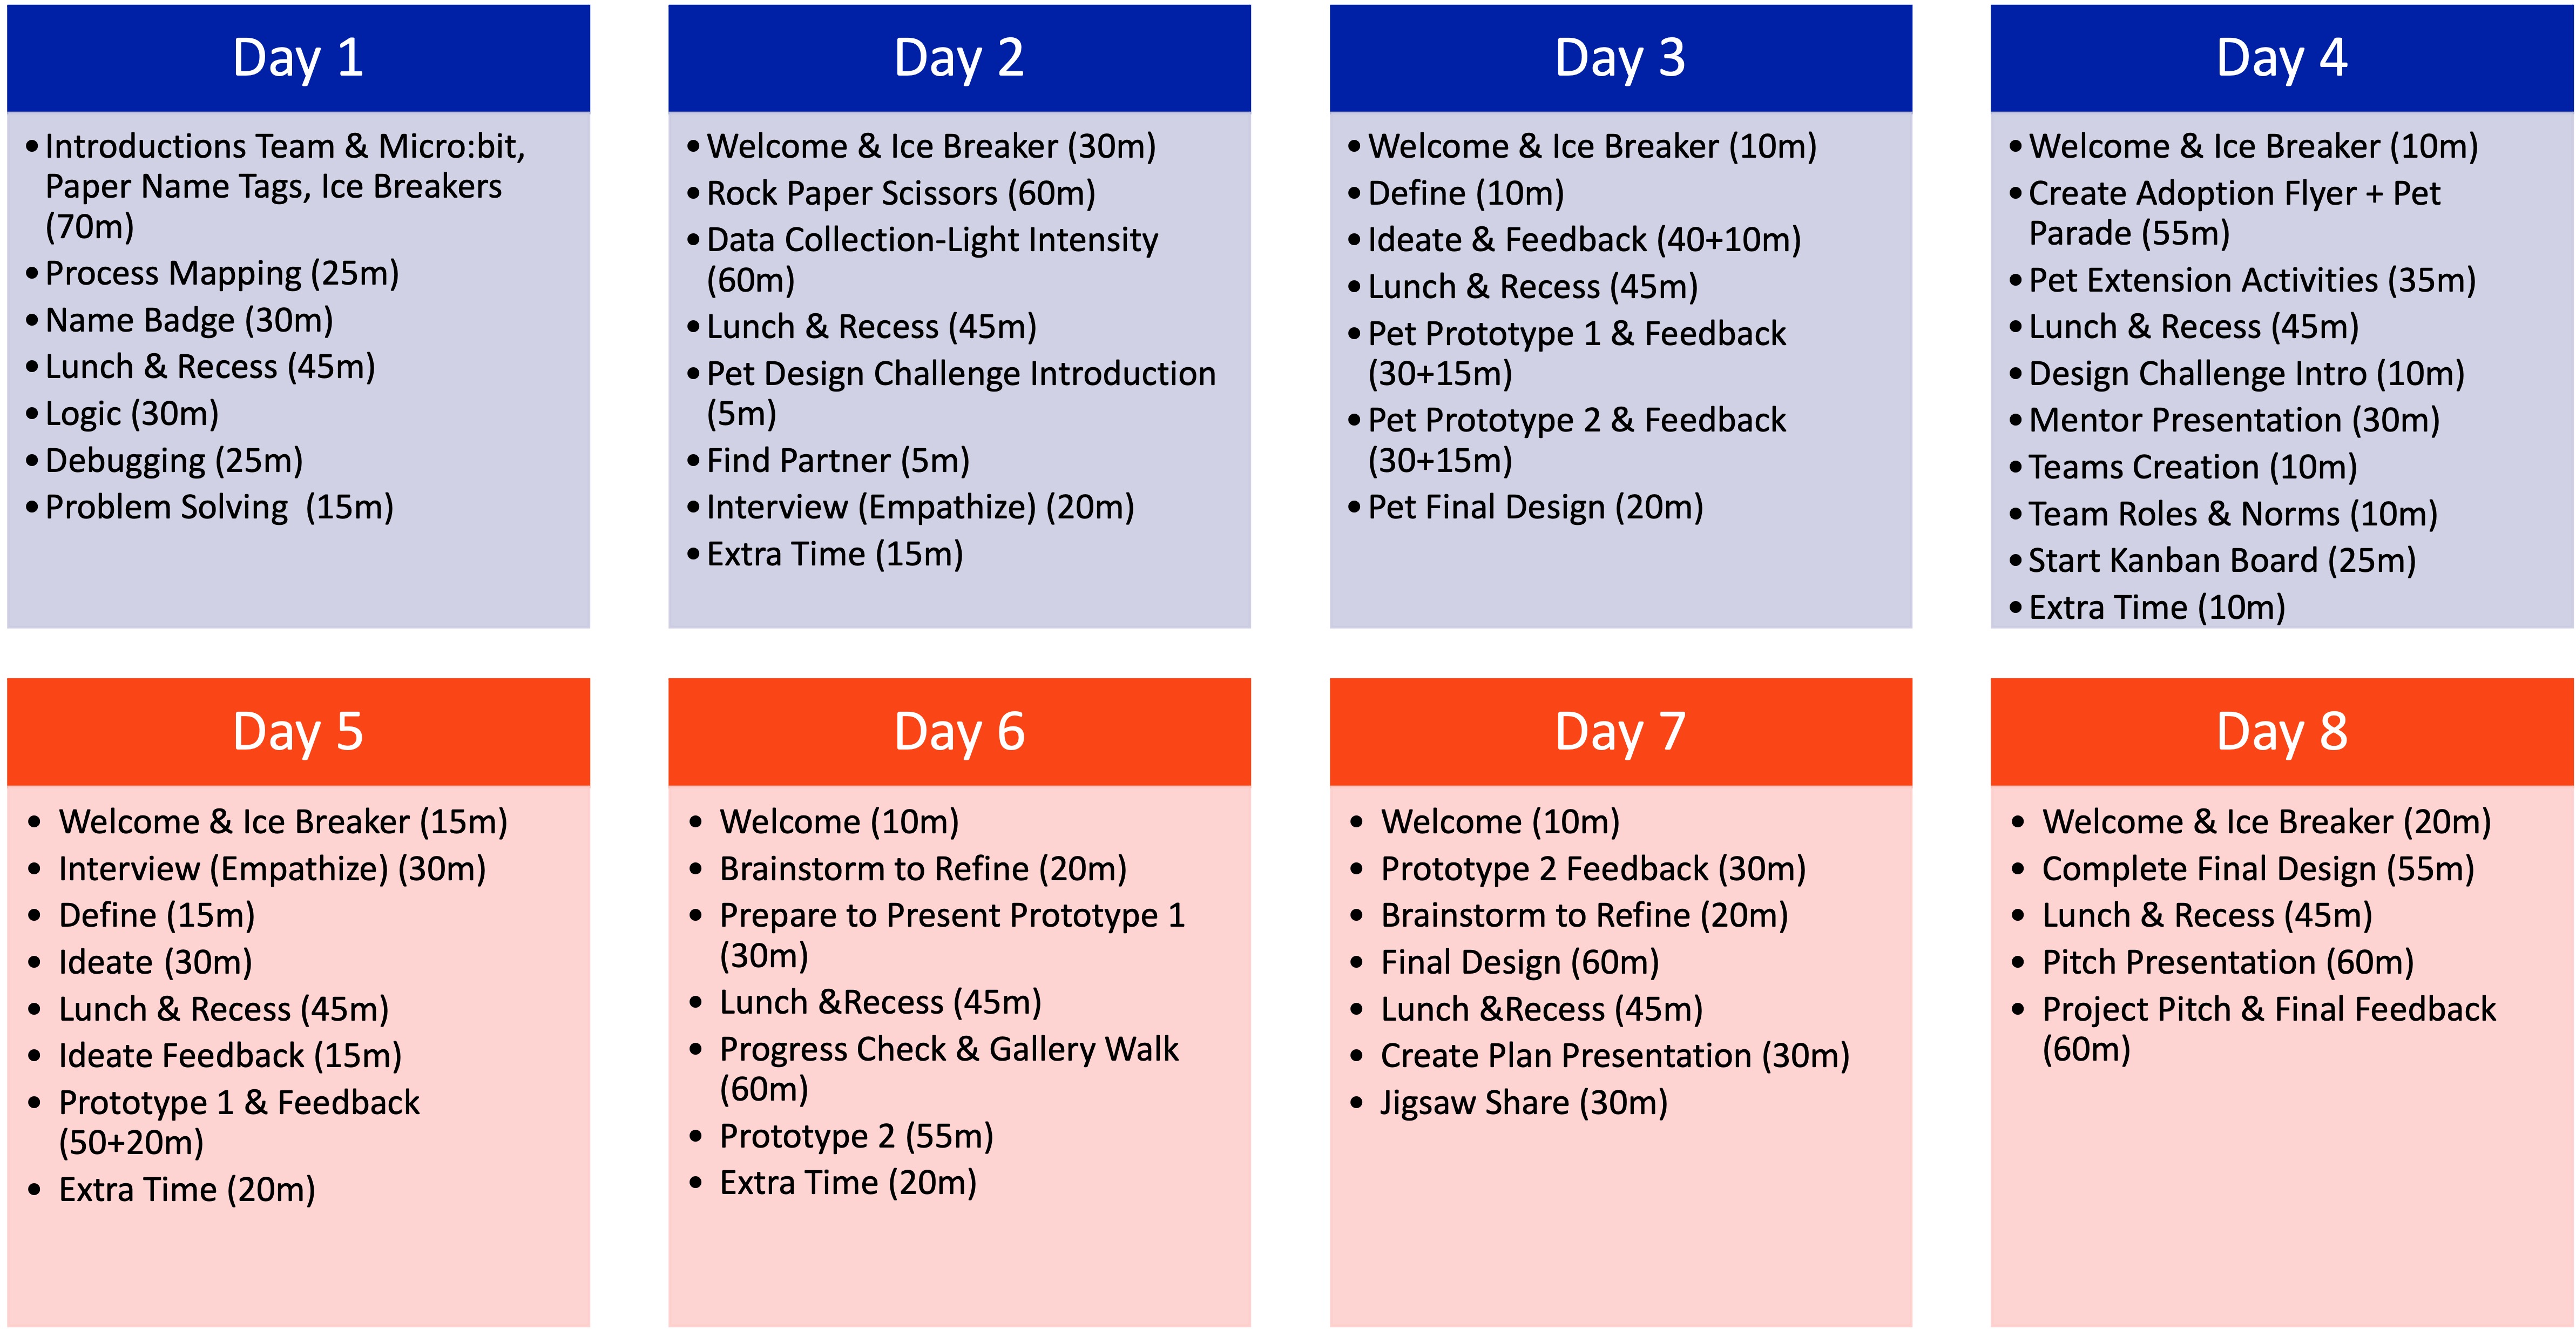 Day 1
•Introductions Team & Micro:bit,
Paper Name Tags, Ice Breakers
(70m)
•Process Mapping (25m)
•Name Badge (30m)
•Lunch & Recess (45m)
•Logic (30m)
•Debugging (25m)
•Problem Solving  (15m)
Day 2
•Welcome & Ice Breaker (30m)
•Rock Paper Scissors (60m)
•Data Collection-Light Intensity
(60m)
•Lunch & Recess (45m)
•Pet Design Challenge Introduction
(5m)
•Find Partner (5m)
•Interview (Empathize) (20m)
•Extra Time (15m)
Day 3
•Welcome & Ice Breaker (10m)
•Define (10m)
•Ideate & Feedback (40+10m)
•Lunch & Recess (45m)
•Pet Prototype 1 & Feedback
(30+15m)
•Pet Prototype 2 & Feedback
(30+15m)
•Pet Final Design (20m)
Day 4
•Welcome & Ice Breaker (10m)
•Create Adoption Flyer + Pet
Parade (55m)
•Pet Extension Activities (35m)
•Lunch & Recess (45m)
•Design Challenge Intro (10m)
•Mentor Presentation (30m)
•Teams Creation (10m)
•Team Roles & Norms (10m)
•Start Kanban Board (25m)
•Extra Time (10m)
Day 5
• Welcome & Ice Breaker (15m)
• Interview (Empathize) (30m)
• Define (15m)
• Ideate (30m)
• Lunch & Recess (45m)
• Ideate Feedback (15m)
• Prototype 1 & Feedback
(50+20m)
• Extra Time (20m)
Day 6
• Welcome (10m)
• Brainstorm to Refine (20m)
• Prepare to Present Prototype 1
(30m)
• Lunch &Recess (45m)
• Progress Check & Gallery Walk
(60m)
• Prototype 2 (55m)
• Extra Time (20m)
Day 7
• Welcome (10m)
• Prototype 2 Feedback (30m)
• Brainstorm to Refine (20m)
• Final Design (60m)
• Lunch &Recess (45m)
• Create Plan Presentation (30m)
• Jigsaw Share (30m)
Day 8
• Welcome & Ice Breaker (20m)
• Complete Final Design (55m)
• Lunch & Recess (45m)
• Pitch Presentation (60m)
• Project Pitch & Final Feedback
(60m)